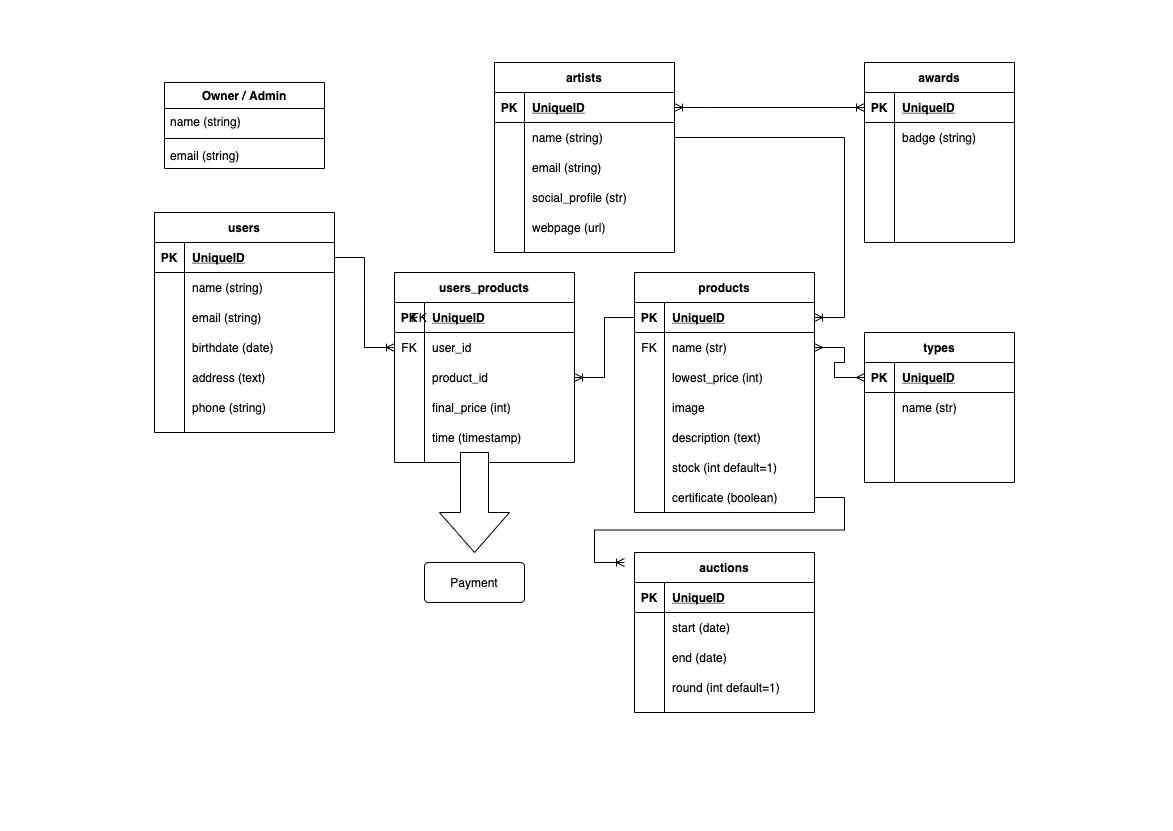 Owner / Admin
name (string)
email (string)
artists
PK UniqueID
name (string)
email (string)
social_profile (str)
webpage (url)
awards
PK UniqueID
badge (string)
users
PK UniqueID
name (string)
email (string)
birthdate (date)
address (text)
phone (string)
users_products
PK FK UniqueID
FK user_id
product_id
final_price (int)
time (timestamp)
products
PK UniqueID
FK name (str)
lowest_price (int)
image
description (text)
stock (int default=1)
certificate (boolean)
types
PK UniqueID
name (str)
Payment
auctions
PK UniqueID
start (date)
end (date)
round (int default=1)